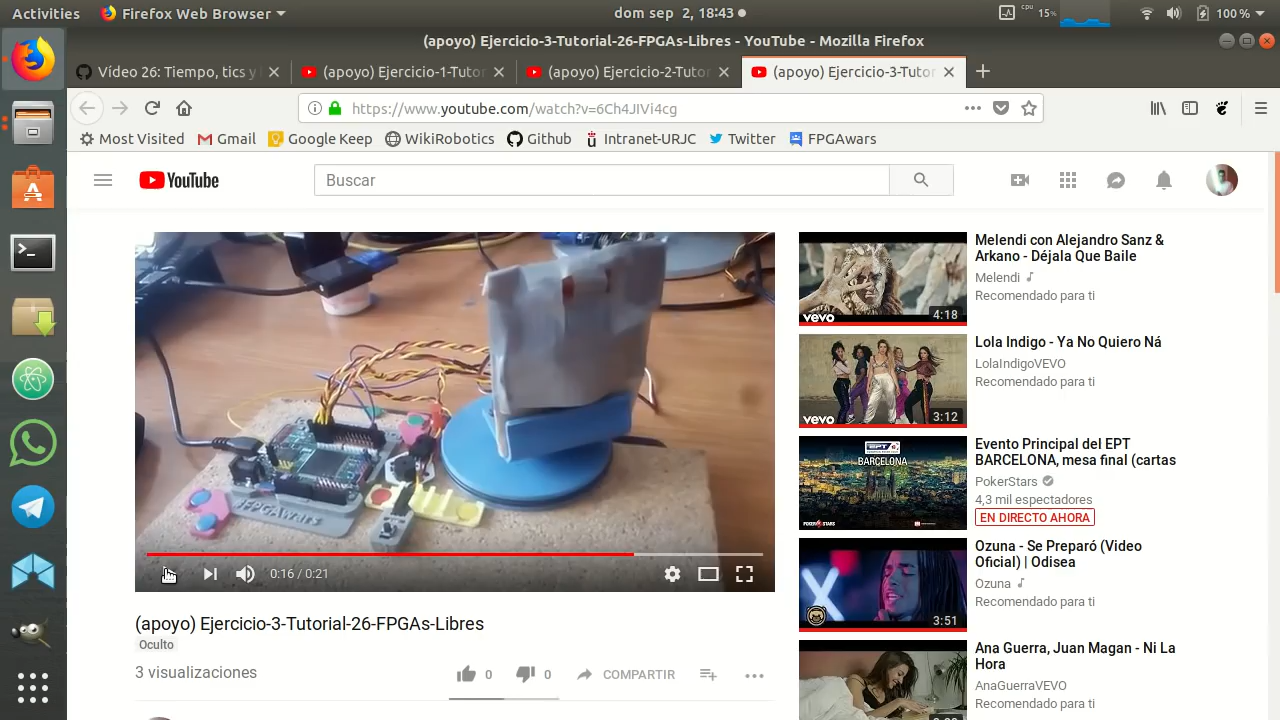 Activities Firefox Web Browser dom sep 2, 18:43 cpu 15% 100 %
(apoyo) Ejercicio-3-Tutorial-26-FPGAs-Libres - YouTube - Mozilla Firefox
Vídeo 26: Tiempo, tics y (apoyo) Ejercicio-1-Tutor (apoyo) Ejercicio-2-Tutor (apoyo) Ejercicio-3-Tutor
https://www.youtube.com/watch?v=6Ch4JIVi4cg
Most Visited Gmail Google Keep WikiRobotics Github Intranet-URJC Twitter FPGAwars
YouTube Buscar
FPGAwars
0:16 / 0:21
(apoyo) Ejercicio-3-Tutorial-26-FPGAs-Libres
Oculto
3 visualizaciones
0 0 COMPARTIR
vevo 4:18
Melendi con Alejandro Sanz &
Arkano - Déjala Que Baile
Melendi
Recomendado para ti
vevo 3:12
Lola Indigo - Ya No Quiero Ná
LolaIndigoVEVO
Recomendado para ti
EPT
BARCELONA
Evento Principal del EPT
BARCELONA, mesa final (cartas
PokerStars
4,3 mil espectadores
EN DIRECTO AHORA
3:51
Ozuna - Se Preparó (Video
Oficial) | Odisea
Ozuna
Recomendado para ti
Ana Guerra, Juan Magan - Ni La
Hora
AnaGuerraVEVO
Recomendado para ti